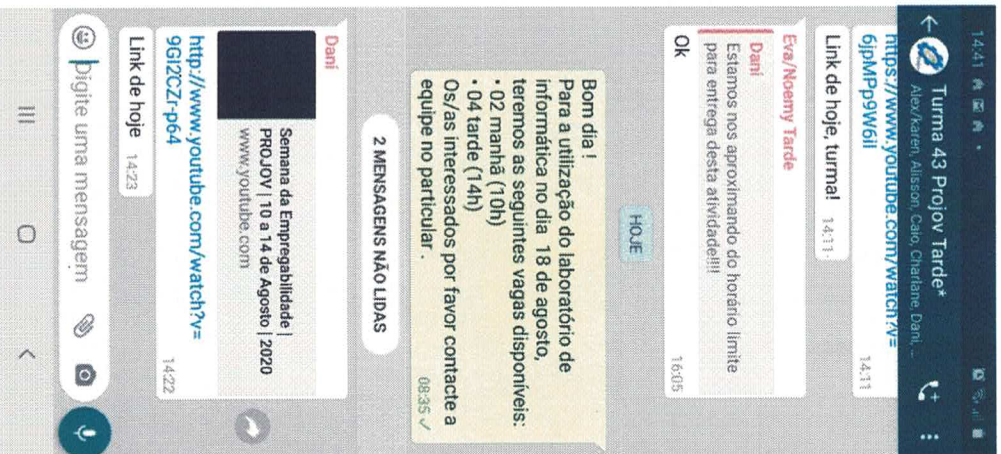 14:41
Turma 43 Projov Tarde*
Alex/karen, Alisson, Caio, Charlane, Dani, ...
https://www.youtube.com/watch?v=
6jpMPp9W6iI
14:11
Link de hoje, turma! 14:11
Eva/Noemy Tarde
Dani
Estamos nos aproximando do horário limite
para entrega desta atividade!!!!
Ok
16:05
HOJE
Bom dia !
Para a utilização do laboratório de
informática no dia 18 de agosto,
teremos as seguintes vagas disponíveis:
• 02 manhã (10h)
• 04 tarde (14h)
Os/as interessados por favor contacte a
equipe no particular .
08:35
2 MENSAGENS NÃO LIDAS
Dani
Semana da Empregabilidade |
PROJOV | 10 a 14 de Agosto | 2020
www.youtube.com
http://www.youtube.com/watch?v=
9GI2CZr-p64
14:22
Link de hoje 14:23
Digite uma mensagem